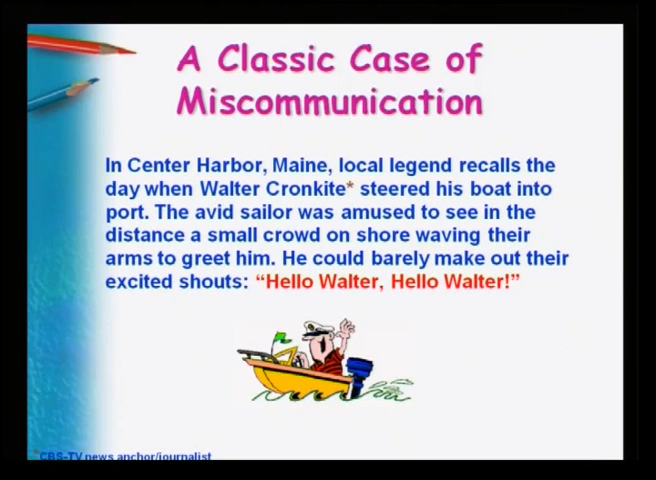 A Classic Case of
Miscommunication
In Center Harbor, Maine, local legend recalls the
day when Walter Cronkite* steered his boat into
port. The avid sailor was amused to see in the
distance a small crowd on shore waving their
arms to greet him. He could barely make out their
excited shouts: “Hello Walter, Hello Walter!”
*CBS-TV news anchor/journalist